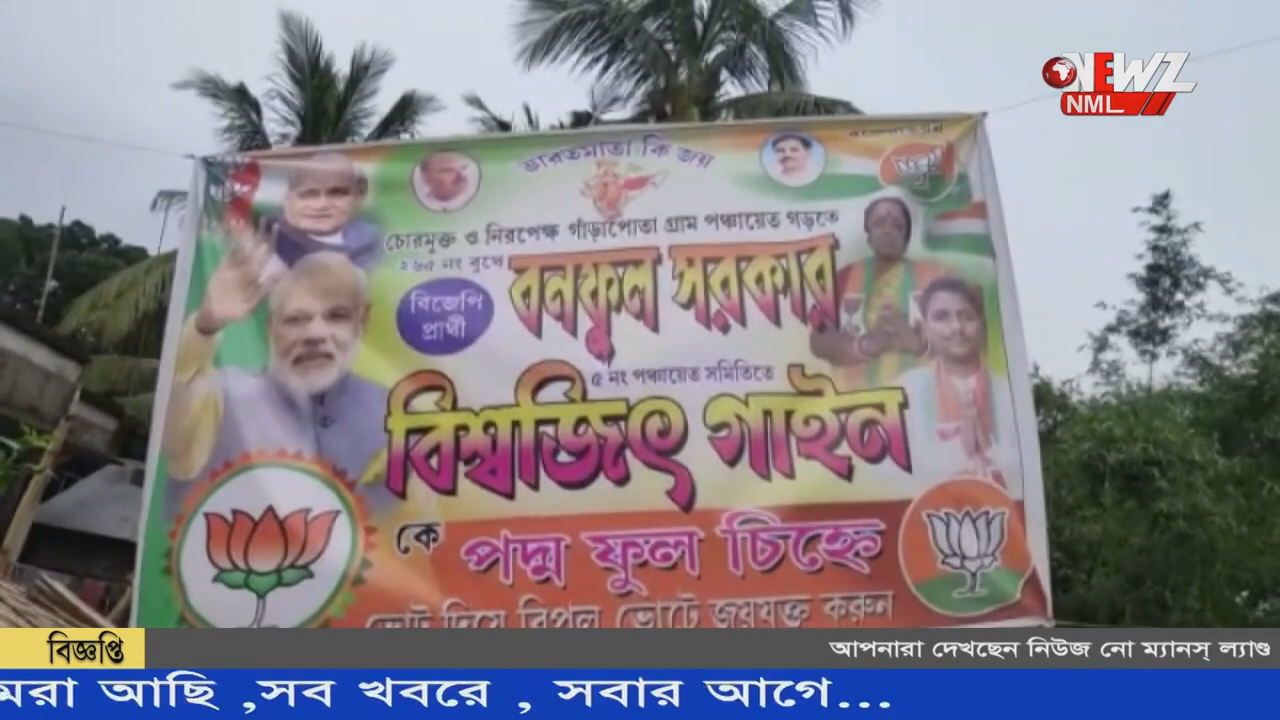 NEWZ
NML
ভারতমাতা কি জয়
চোরমুক্ত ও নিরপেক্ষ গাঁড়াপোতা গ্রাম পঞ্চায়েত গড়তে
২৬৫ নং বুথে
বিজেপি
প্রার্থী
বনফুল সরকার
৫ নং পঞ্চায়েত সমিতিতে
বিশ্বজিৎ গাইন
কে
পদ্ম ফুল চিহ্নে
ভোট দিয়ে বিপুল ভোটে জয়যুক্ত করুন
বিজ্ঞপ্তি
আপনারা দেখছেন নিউজ নো ম্যানস্ ল্যাণ্ড
মরা আছি ,সব খবরে , সবার আগে...